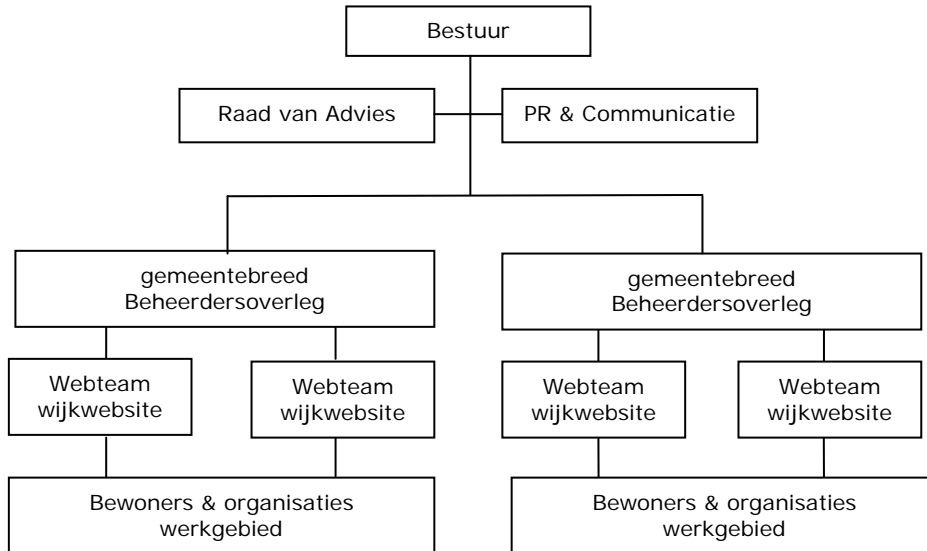 Bestuur
Raad van Advies
PR & Communicatie
gemeentebreed
Beheerdersoverleg
gemeentebreed
Beheerdersoverleg
Webteam
wijkwebsite
Webteam
wijkwebsite
Webteam
wijkwebsite
Webteam
wijkwebsite
Bewoners & organisaties
werkgebied
Bewoners & organisaties
werkgebied